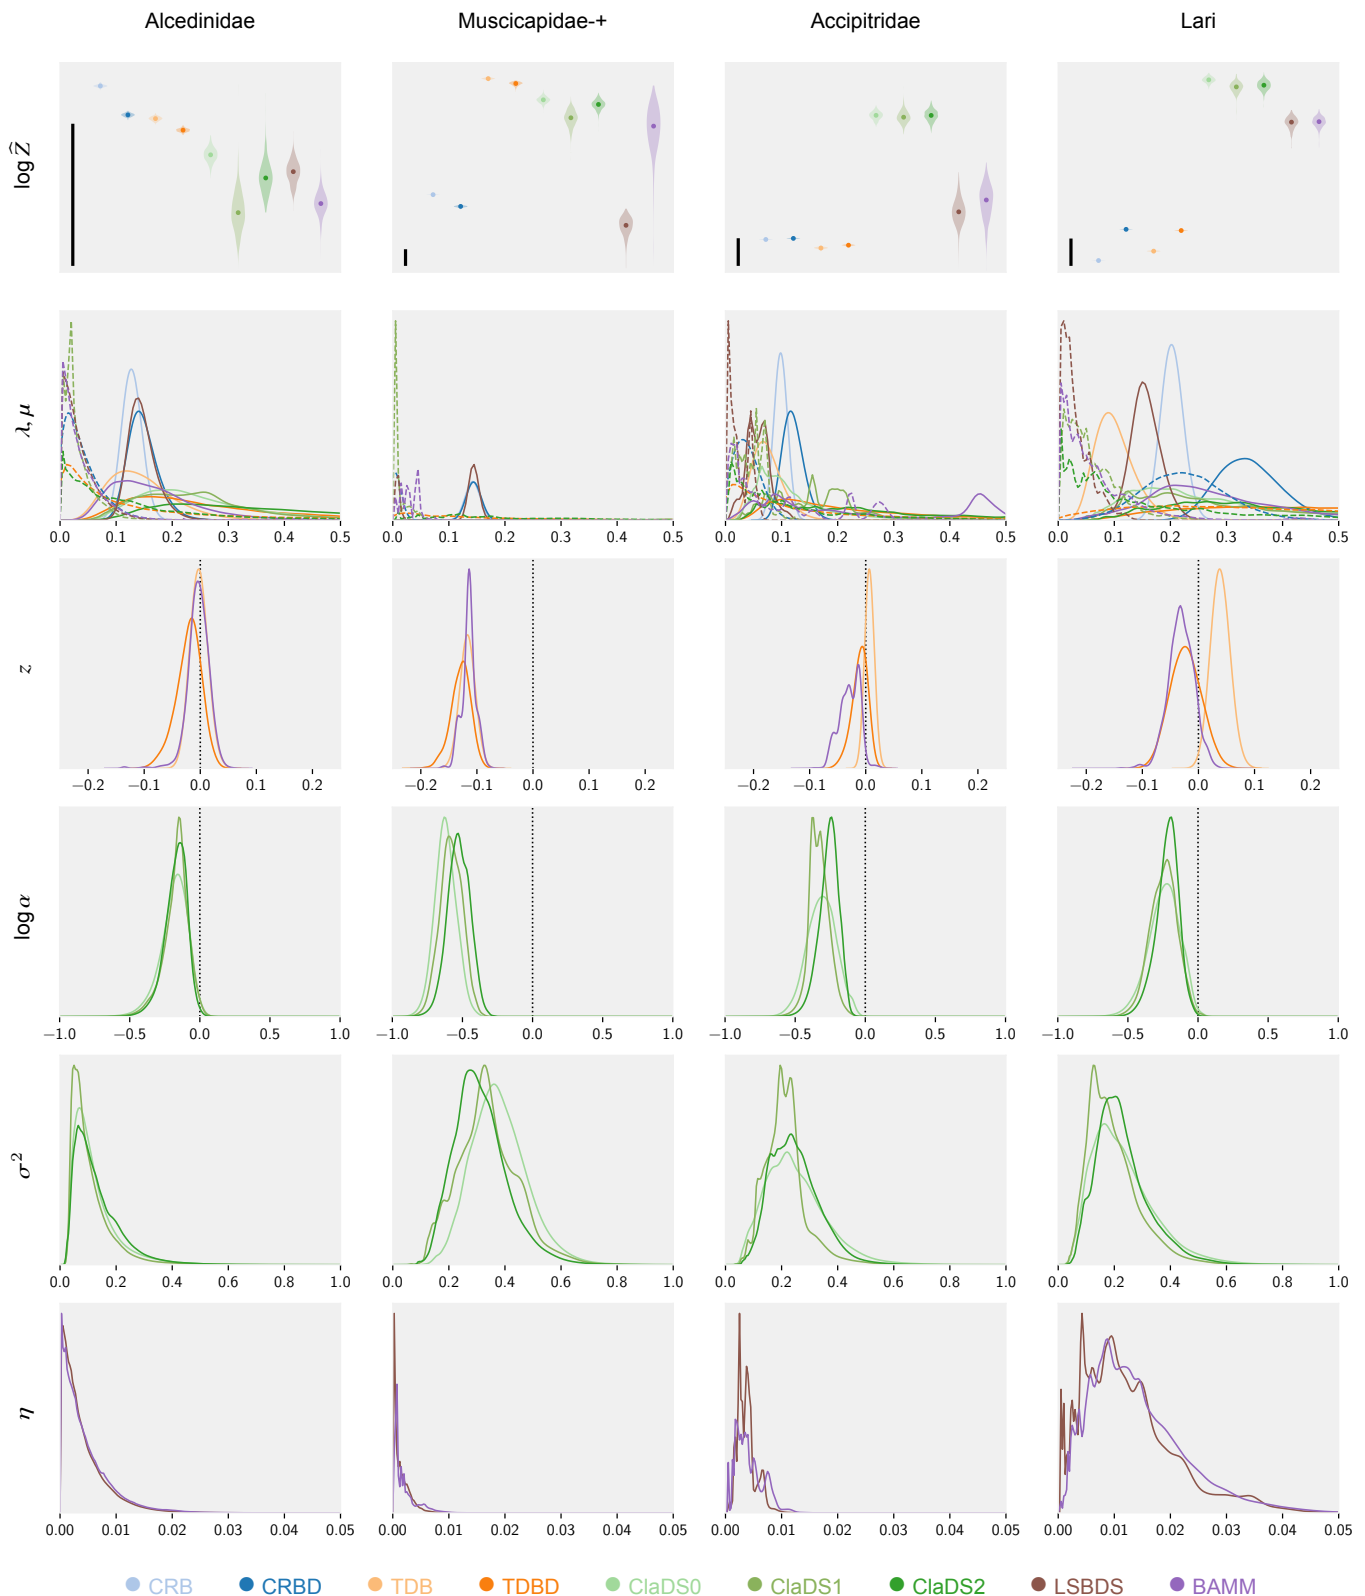 Alcedinidae Muscicapidae-+ Accipitridae Lari
log Ẑ
λ, μ
0.0 0.1 0.2 0.3 0.4 0.5 0.0 0.1 0.2 0.3 0.4 0.5 0.0 0.1 0.2 0.3 0.4 0.5 0.0 0.1 0.2 0.3 0.4 0.5
z
−0.2 −0.1 0.0 0.1 0.2 −0.2 −0.1 0.0 0.1 0.2 −0.2 −0.1 0.0 0.1 0.2 −0.2 −0.1 0.0 0.1 0.2
log α
−1.0 −0.5 0.0 0.5 1.0 −1.0 −0.5 0.0 0.5 1.0 −1.0 −0.5 0.0 0.5 1.0 −1.0 −0.5 0.0 0.5 1.0
σ²
0.0 0.2 0.4 0.6 0.8 1.0 0.0 0.2 0.4 0.6 0.8 1.0 0.0 0.2 0.4 0.6 0.8 1.0 0.0 0.2 0.4 0.6 0.8 1.0
η
0.00 0.01 0.02 0.03 0.04 0.05 0.00 0.01 0.02 0.03 0.04 0.05 0.00 0.01 0.02 0.03 0.04 0.05 0.00 0.01 0.02 0.03 0.04 0.05
CRB CRBD TDB TDBD ClaDS0 ClaDS1 ClaDS2 LSBDS BAMM